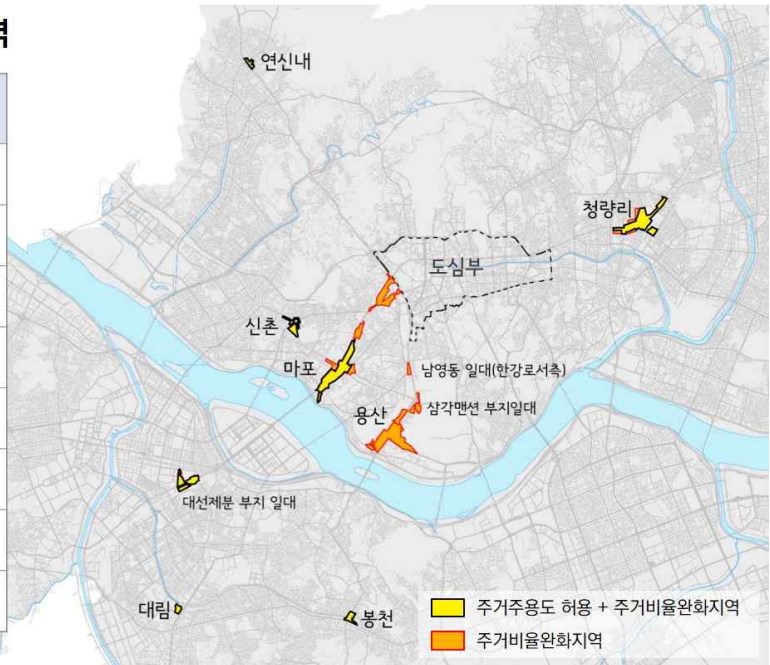 연신내
청량리
도심부
신촌
마포
남영동 일대(한강로서측)
용산
삼각맨션 부지일대
대선제분 부지 일대
대림
봉천
주거주용도 허용 + 주거비율완화지역
주거비율완화지역